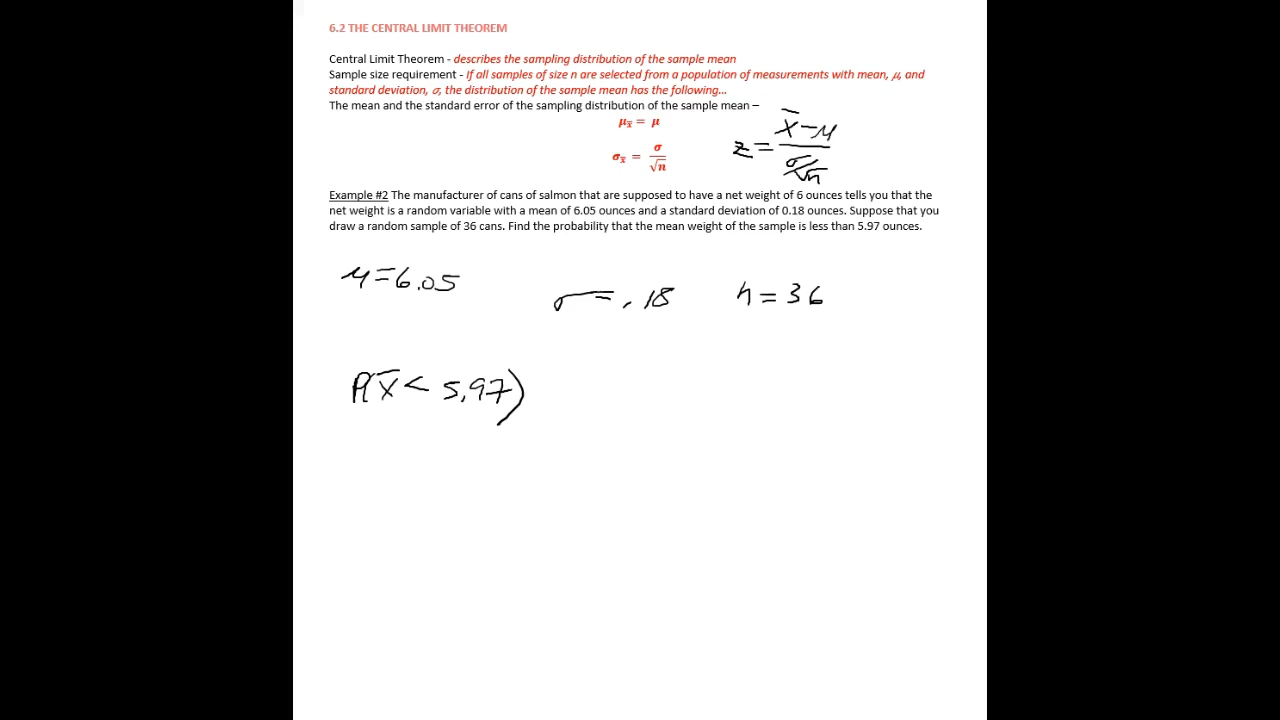 6.2 THE CENTRAL LIMIT THEOREM
Central Limit Theorem - describes the sampling distribution of the sample mean
Sample size requirement - If all samples of size n are selected from a population of measurements with mean, μ, and
standard deviation, σ, the distribution of the sample mean has the following...
The mean and the standard error of the sampling distribution of the sample mean –
μx̅ = μ
σx̅ = σ/√n
z = (x̅ - μ)/(σ/√n)
Example #2 The manufacturer of cans of salmon that are supposed to have a net weight of 6 ounces tells you that the
net weight is a random variable with a mean of 6.05 ounces and a standard deviation of 0.18 ounces. Suppose that you
draw a random sample of 36 cans. Find the probability that the mean weight of the sample is less than 5.97 ounces.
μ = 6.05 σ = .18 n = 36
P(x̅ < 5.97)